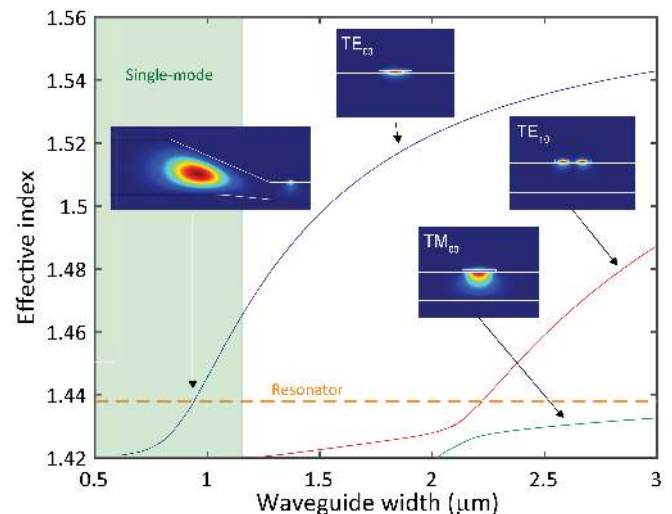 1.56
1.54
1.52
1.5
1.48
1.46
1.44
1.42
Effective index
Single-mode
TE00
TE10
TM00
Resonator
0.5 1 1.5 2 2.5 3
Waveguide width (μm)